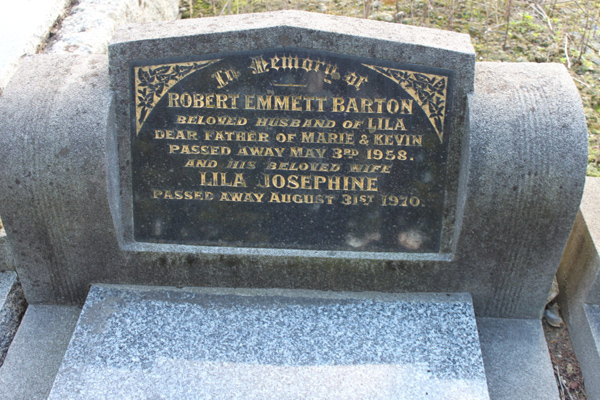 In Memory of
ROBERT EMMETT BARTON
BELOVED HUSBAND OF LILA
DEAR FATHER OF MARIE & KEVIN
PASSED AWAY MAY 3RD 1958.
AND HIS BELOVED WIFE
LILA JOSEPHINE
PASSED AWAY AUGUST 31ST 1970.